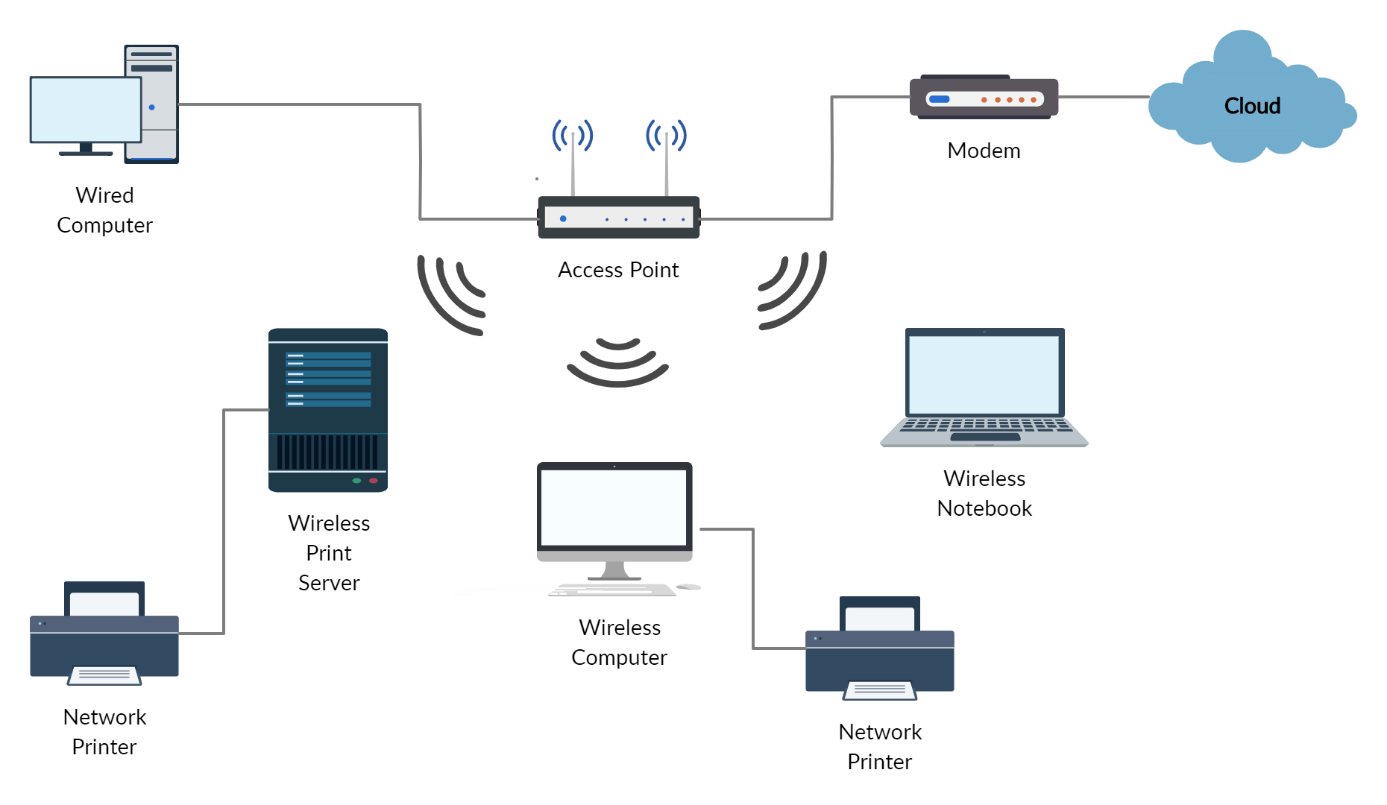 Cloud
Modem
Wired
Computer
Access Point
Wireless
Notebook
Wireless
Print
Server
Wireless
Computer
Network
Printer
Network
Printer